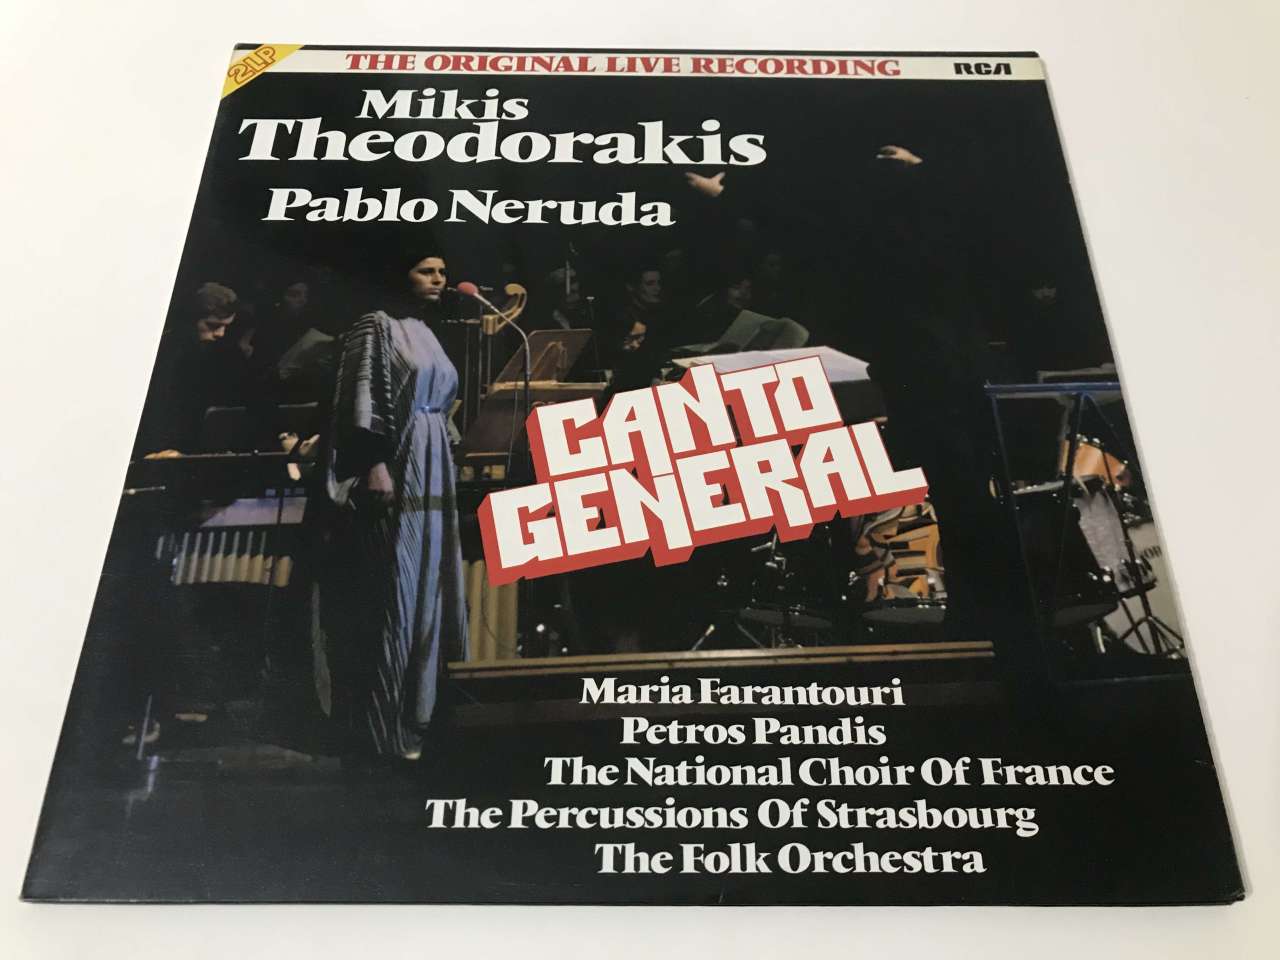 2LP
THE ORIGINAL LIVE RECORDING
RCA
Mikis
Theodorakis
Pablo Neruda
CANTO
GENERAL
Maria Farantouri
Petros Pandis
The National Choir Of France
The Percussions Of Strasbourg
The Folk Orchestra